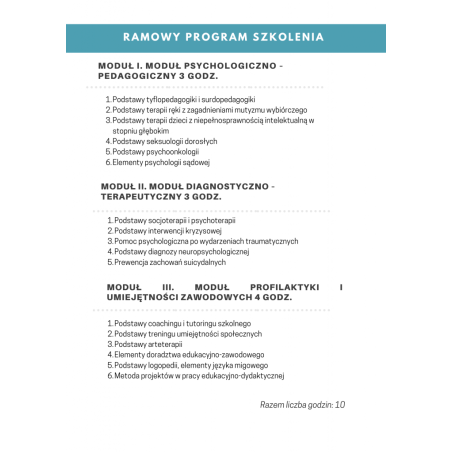 RAMOWY PROGRAM SZKOLENIA
MODUŁ I. MODUŁ PSYCHOLOGICZNO -
PEDAGOGICZNY 3 GODZ.
1. Podstawy tyflopedagogiki i surdopedagogiki
2. Podstawy terapii ręki z zagadnieniami mutyzmu wybiórczego
3. Podstawy terapii dzieci z niepełnosprawnością intelektualną w
stopniu głębokim
4. Podstawy seksuologii dorosłych
5. Podstawy psychoonkologii
6. Elementy psychologii sądowej
MODUŁ II. MODUŁ DIAGNOSTYCZNO -
TERAPEUTYCZNY 3 GODZ.
1. Podstawy socjoterapii i psychoterapii
2. Podstawy interwencji kryzysowej
3. Pomoc psychologiczna po wydarzeniach traumatycznych
4. Podstawy diagnozy neuropsychologicznej
5. Prewencja zachowań suicydalnych
MODUŁ III. MODUŁ PROFILAKTYKI I
UMIEJĘTNOŚCI ZAWODOWYCH 4 GODZ.
1. Podstawy coachingu i tutoringu szkolnego
2. Podstawy treningu umiejętności społecznych
3. Podstawy arteterapii
4. Elementy doradztwa edukacyjno-zawodowego
5. Podstawy logopedii, elementy języka migowego
6. Metoda projektów w pracy edukacyjno-dydaktycznej
Razem liczba godzin: 10